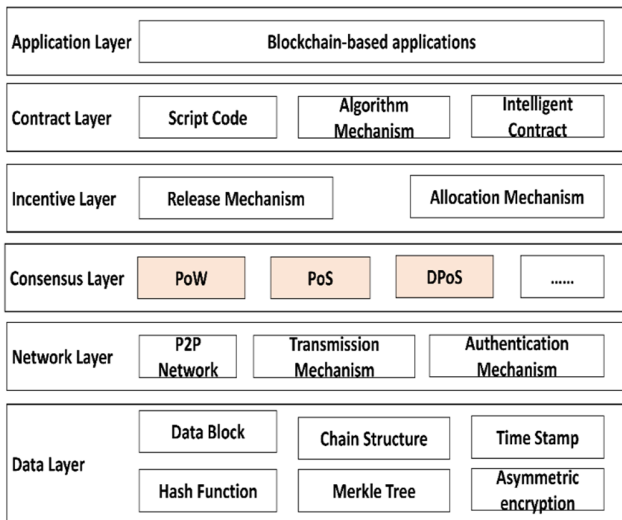 Application Layer
Blockchain-based applications
Contract Layer
Script Code
Algorithm
Mechanism
Intelligent
Contract
Incentive Layer
Release Mechanism
Allocation Mechanism
Consensus Layer
PoW
PoS
DPoS
......
Network Layer
P2P
Network
Transmission
Mechanism
Authentication
Mechanism
Data Layer
Data Block
Chain Structure
Time Stamp
Hash Function
Merkle Tree
Asymmetric
encryption